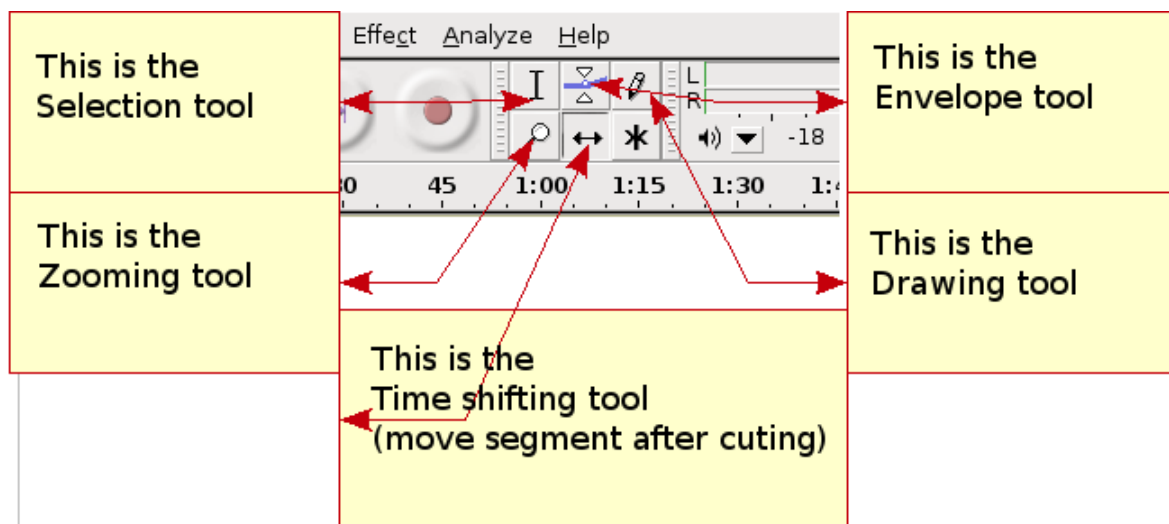 This is the
Selection tool
Effect Analyze Help
This is the
Envelope tool
L
R
-18
45 1:00 1:15 1:30
This is the
Zooming tool
This is the
Drawing tool
This is the
Time shifting tool
(move segment after cuting)